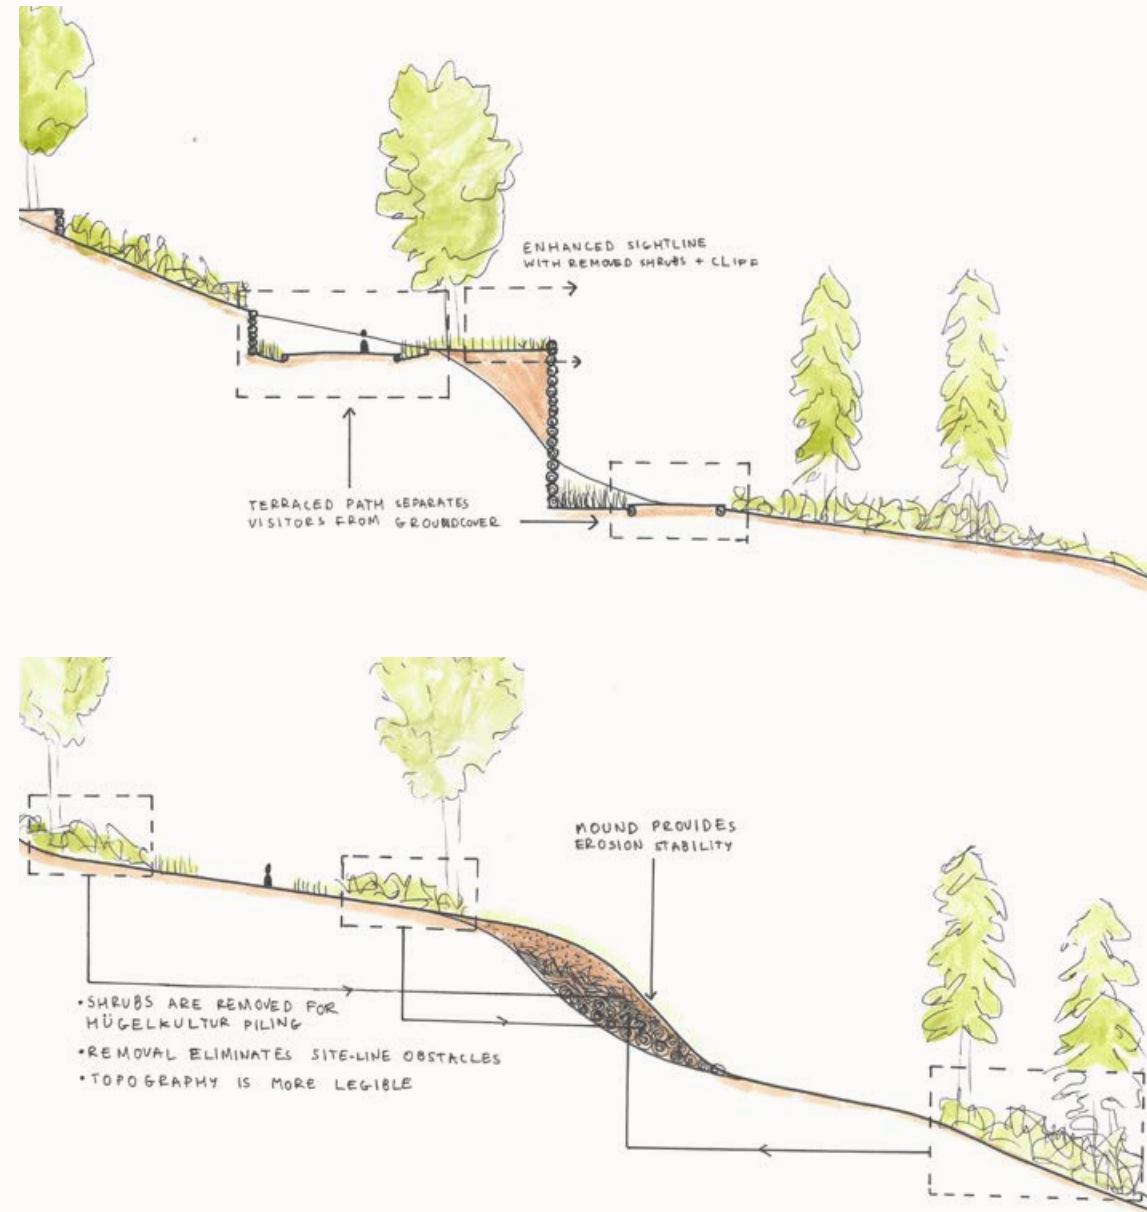 ENHANCED SIGHTLINE
WITH REMOVED SHRUBS + CLIFF
TERRACED PATH SEPARATES
VISITORS FROM GROUNDCOVER
MOUND PROVIDES
EROSION STABILITY
•SHRUBS ARE REMOVED FOR
HÜGELKULTUR PILING
•REMOVAL ELIMINATES SITE-LINE OBSTACLES
•TOPOGRAPHY IS MORE LEGIBLE